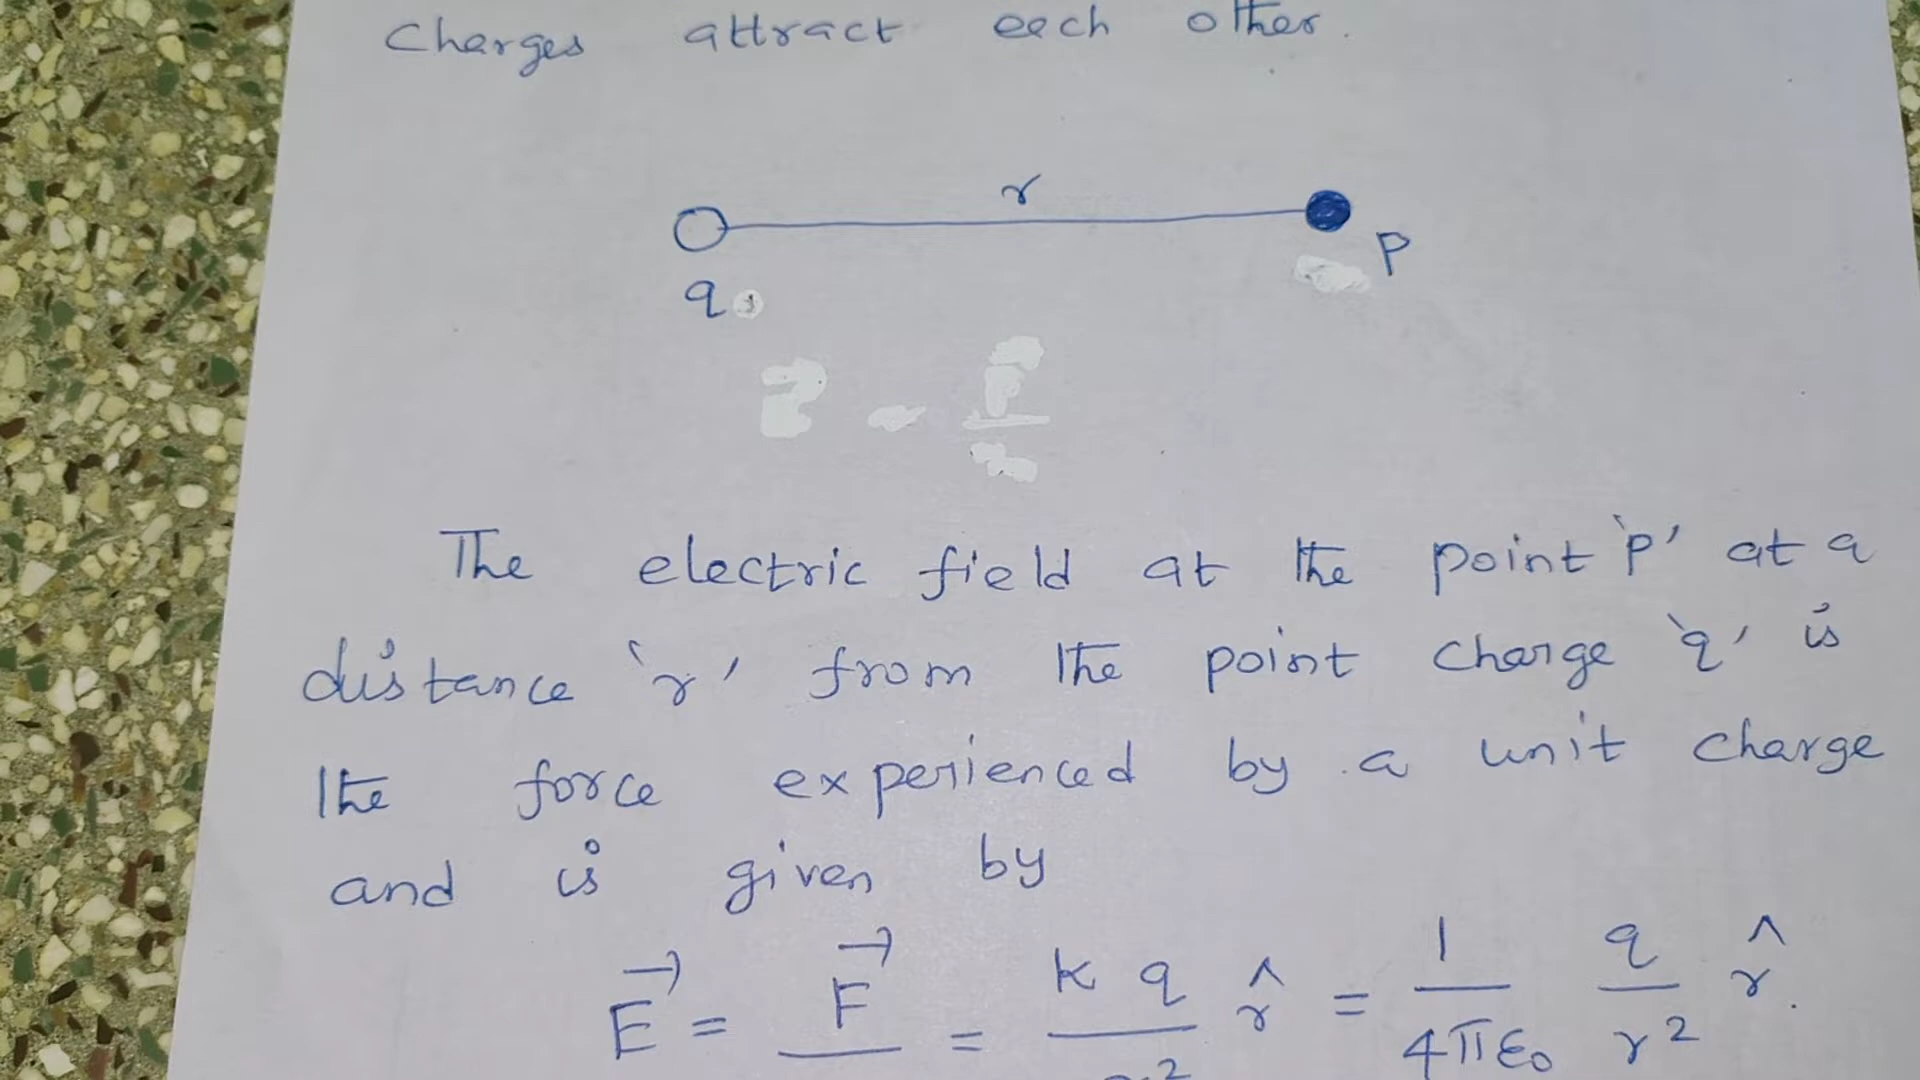 Charges attract each other.
r
P
q
The electric field at the point 'P' at a
distance 'r' from the point charge 'q' is
the force experienced by a unit charge
and is given by
E⃗ = F⃗/ = k q/r² r̂ = 1/4πε₀ q/r² r̂.